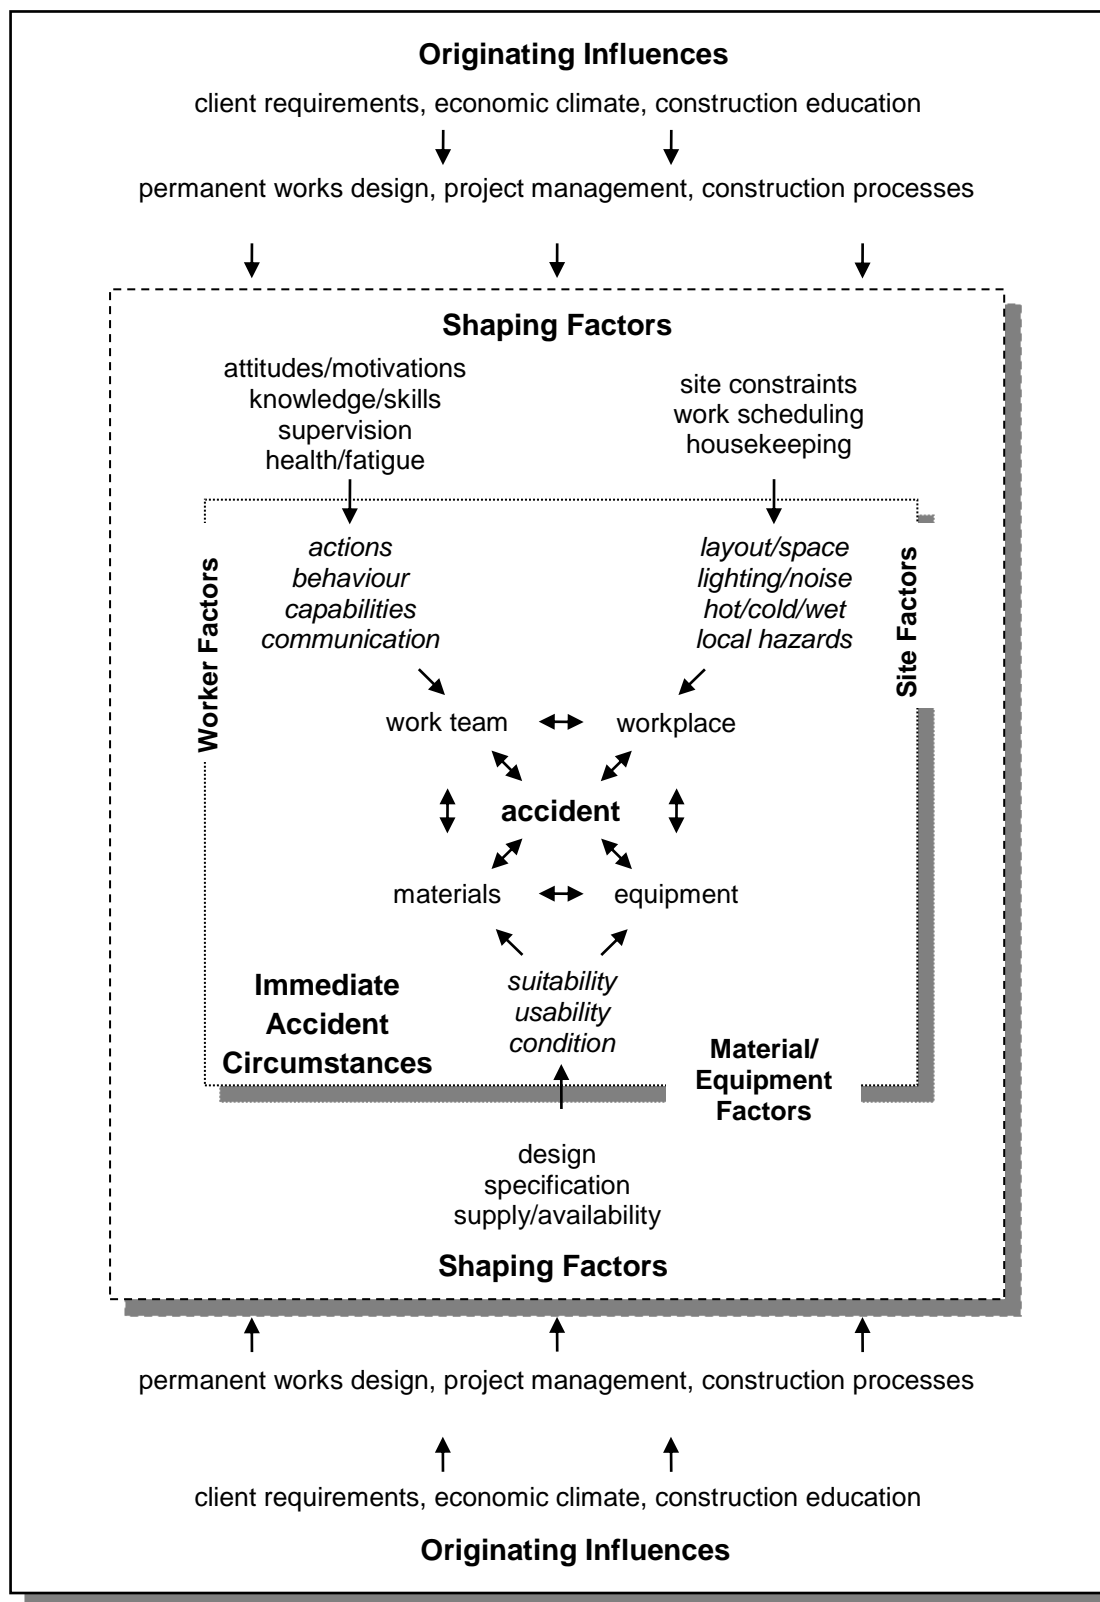 Originating Influences
client requirements, economic climate, construction education
permanent works design, project management, construction processes
Shaping Factors
attitudes/motivations
knowledge/skills
supervision
health/fatigue
site constraints
work scheduling
housekeeping
Worker Factors
actions
behaviour
capabilities
communication
layout/space
lighting/noise
hot/cold/wet
local hazards
Site Factors
work team
workplace
accident
materials
equipment
suitability
usability
condition
Immediate
Accident
Circumstances
Material/
Equipment
Factors
design
specification
supply/availability
Shaping Factors
permanent works design, project management, construction processes
client requirements, economic climate, construction education
Originating Influences